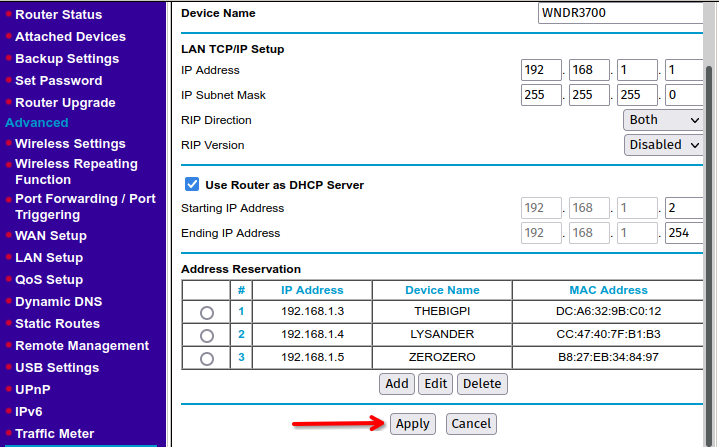 Router Status
Attached Devices
Backup Settings
Set Password
Router Upgrade
Advanced
Wireless Settings
Wireless Repeating
Function
Port Forwarding / Port
Triggering
WAN Setup
LAN Setup
QoS Setup
Dynamic DNS
Static Routes
Remote Management
USB Settings
UPnP
IPv6
Traffic Meter
Device Name WNDR3700
LAN TCP/IP Setup
IP Address 192 . 168 . 1 . 1
IP Subnet Mask 255 . 255 . 255 . 0
RIP Direction Both
RIP Version Disabled
Use Router as DHCP Server
Starting IP Address 192 . 168 . 1 . 2
Ending IP Address 192 . 168 . 1 . 254
Address Reservation
# IP Address Device Name MAC Address
1 192.168.1.3 THEBIGPI DC:A6:32:9B:C0:12
2 192.168.1.4 LYSANDER CC:47:40:7F:B1:B3
3 192.168.1.5 ZEROZERO B8:27:EB:34:84:97
Add Edit Delete
Apply Cancel